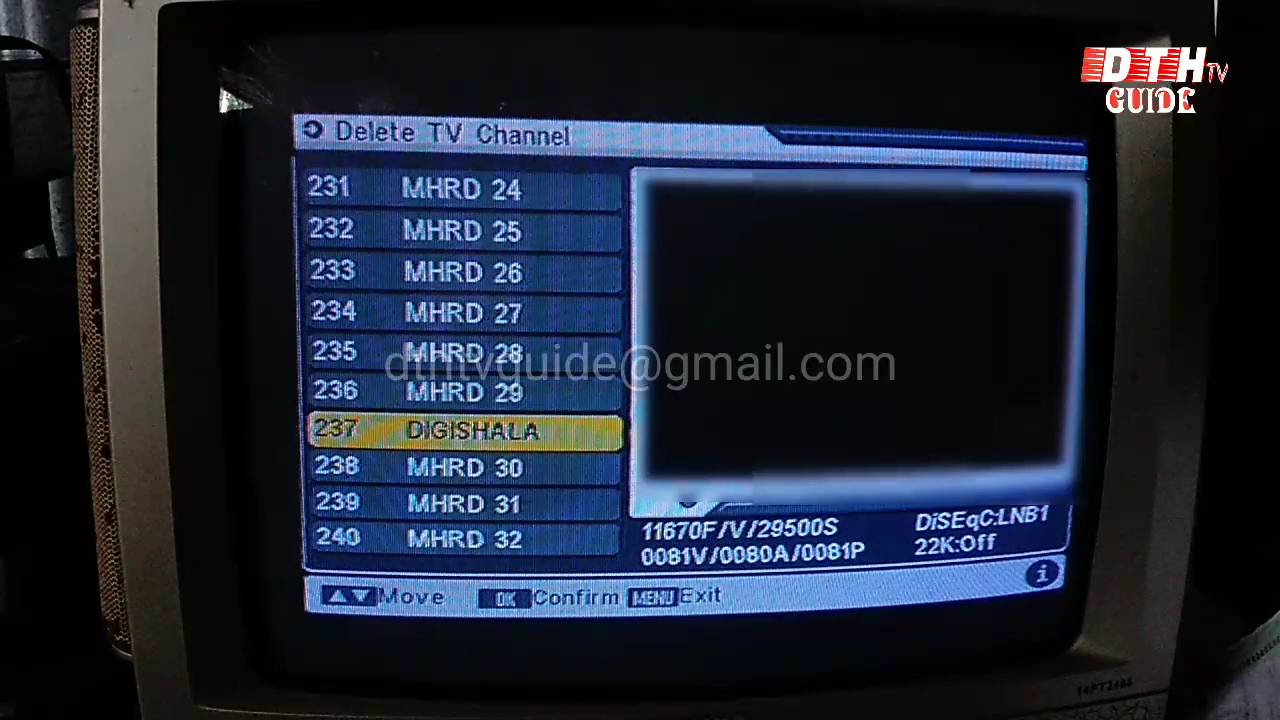 DTH TV
GUIDE
Delete TV Channel
231 MHRD 24
232 MHRD 25
233 MHRD 26
234 MHRD 27
235 MHRD 28
236 MHRD 29
237 DIGISHALA
238 MHRD 30
239 MHRD 31
240 MHRD 32
dthtvguide@gmail.com
11670F/V/29500S DiSEqC:LNB1
0081V/0080A/0081P 22K:Off
Move OK Confirm MENU Exit
i